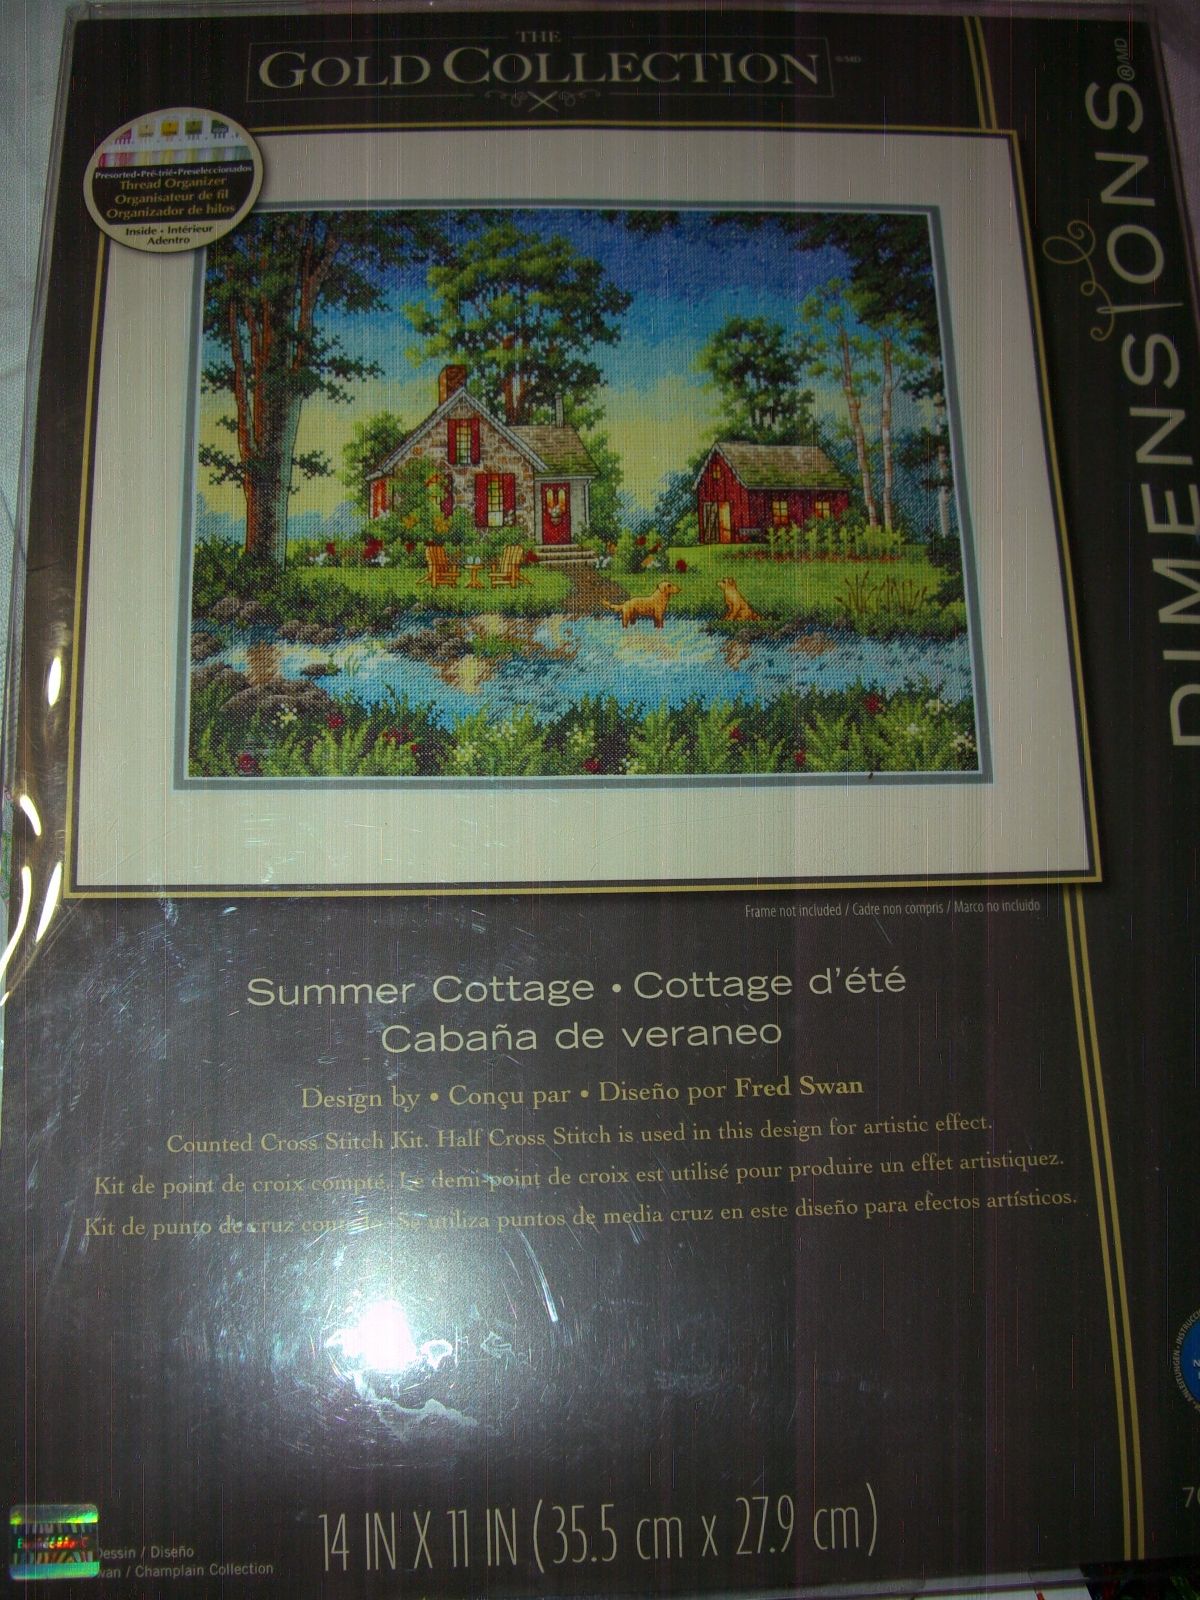 THE
GOLD COLLECTION ©MD
Presorted•Pré-trié•Preseleccionados
Thread Organizer
Organisateur de fil
Organizador de hilos
Inside • Intérieur
Adentro
DIMENSIONS®MD
Frame not included / Cadre non compris / Marco no incluido
Summer Cottage • Cottage d'été
Cabaña de veraneo
Design by • Conçu par • Diseño por Fred Swan
Counted Cross Stitch Kit. Half Cross Stitch is used in this design for artistic effect.
Kit de point de croix compté. Le demi-point de croix est utilisé pour produire un effet artistiquez.
Kit de punto de cruz contado. Se utiliza puntos de media cruz en este diseño para efectos artísticos.
14 IN X 11 IN (35.5 cm x 27.9 cm)
Dessin / Diseño
wan / Champlain Collection
70